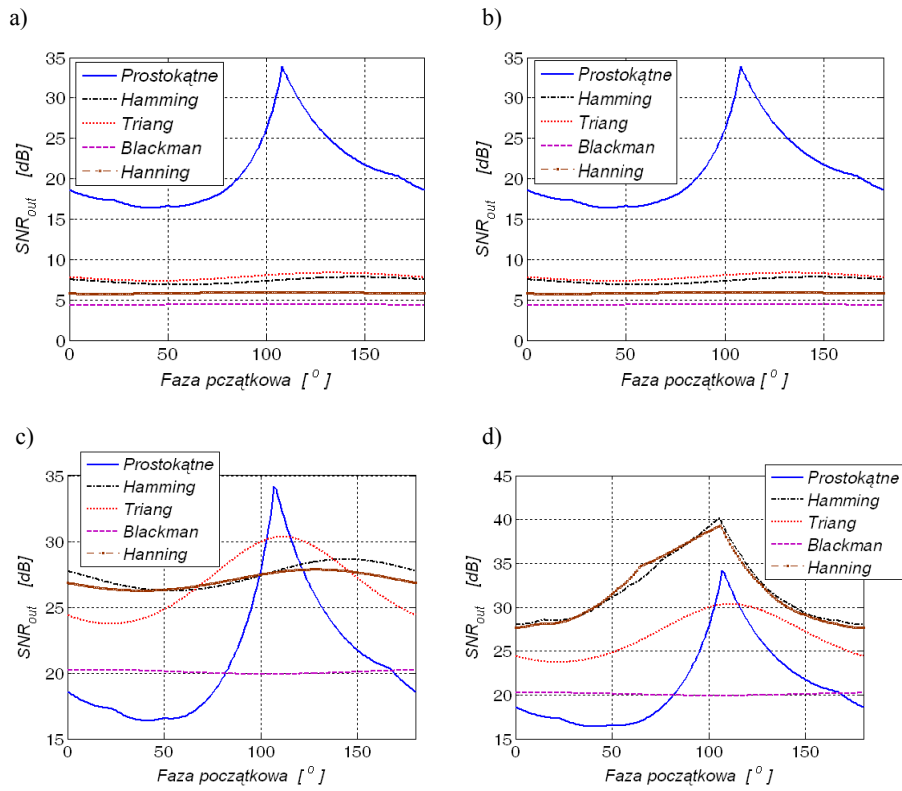 a)
35
30
25
20
15
10
5
0
SNRout [dB]
Prostokątne
Hamming
Triang
Blackman
Hanning
0 50 100 150
Faza początkowa [ o ]
b)
35
30
25
20
15
10
5
0
SNRout [dB]
Prostokątne
Hamming
Triang
Blackman
Hanning
0 50 100 150
Faza początkowa [ o ]
c)
35
30
25
20
15
SNRout [dB]
Prostokątne
Hamming
Triang
Blackman
Hanning
0 50 100 150
Faza początkowa [ o ]
d)
45
40
35
30
25
20
15
SNRout [dB]
Prostokątne
Hamming
Triang
Blackman
Hanning
0 50 100 150
Faza początkowa [ o ]